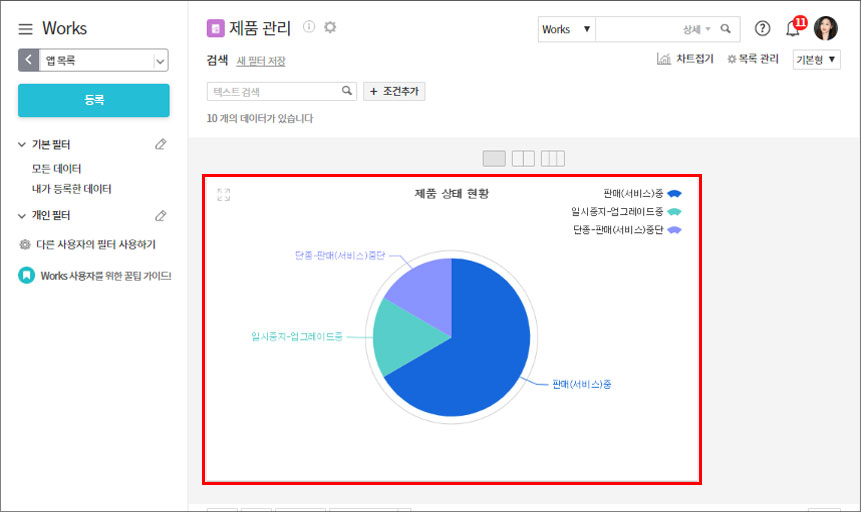 Works
앱 목록
등록
기본 필터
모든 데이터
내가 등록한 데이터
개인 필터
다른 사용자의 필터 사용하기
Works 사용자를 위한 꿀팁 가이드!
제품 관리
Works 상세
11
검색 새 필터 저장
차트접기 목록 관리 기본형
텍스트 검색 + 조건추가
10 개의 데이터가 있습니다
제품 상태 현황
판매(서비스)중
일시중지-업그레이드중
단종-판매(서비스)중단
단종-판매(서비스)중단
일시중지-업그레이드중
판매(서비스)중